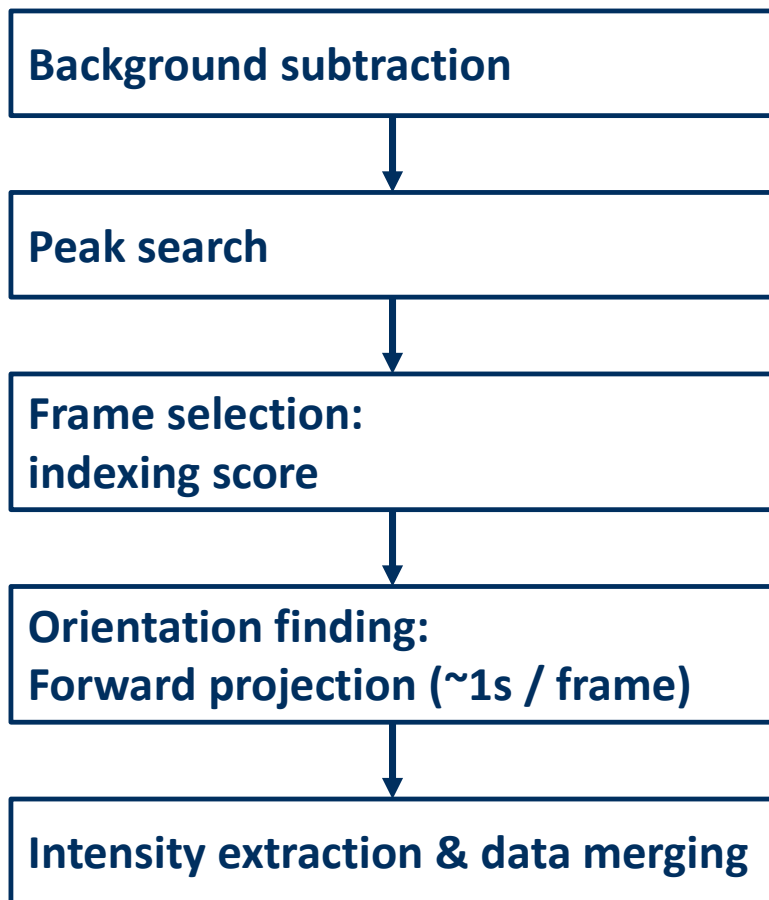 Background subtraction
Peak search
Frame selection:
indexing score
Orientation finding:
Forward projection (~1s / frame)
Intensity extraction & data merging